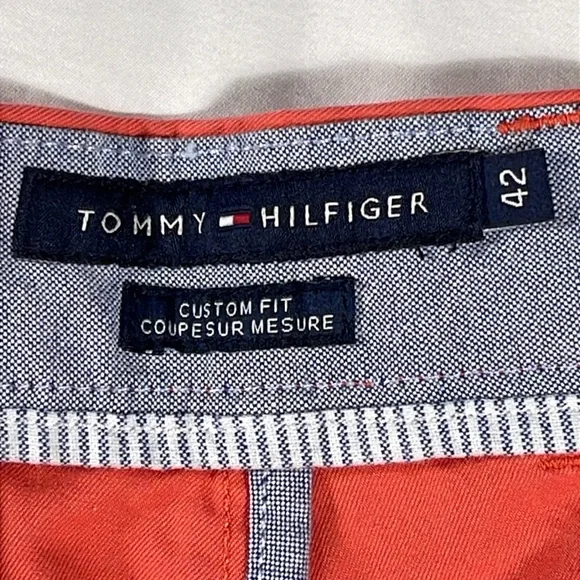 TOMMY HILFIGER
42
CUSTOM FIT
COUPESUR MESURE